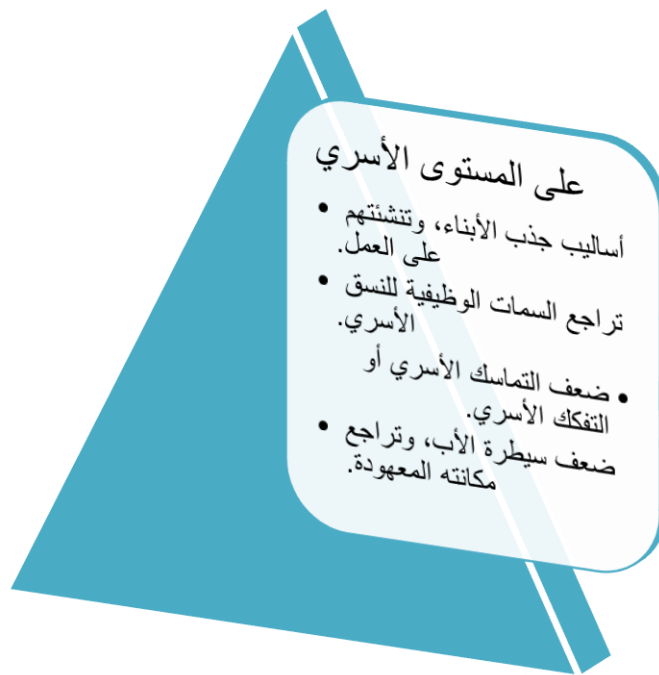 على المستوى الأسري
• أساليب جذب الأبناء، وتنشئتهم
على العمل.
• تراجع السمات الوظيفية للنسق
الأسري.
• ضعف التماسك الأسري أو
التفكك الأسري.
• ضعف سيطرة الأب، وتراجع
مكانته المعهودة.